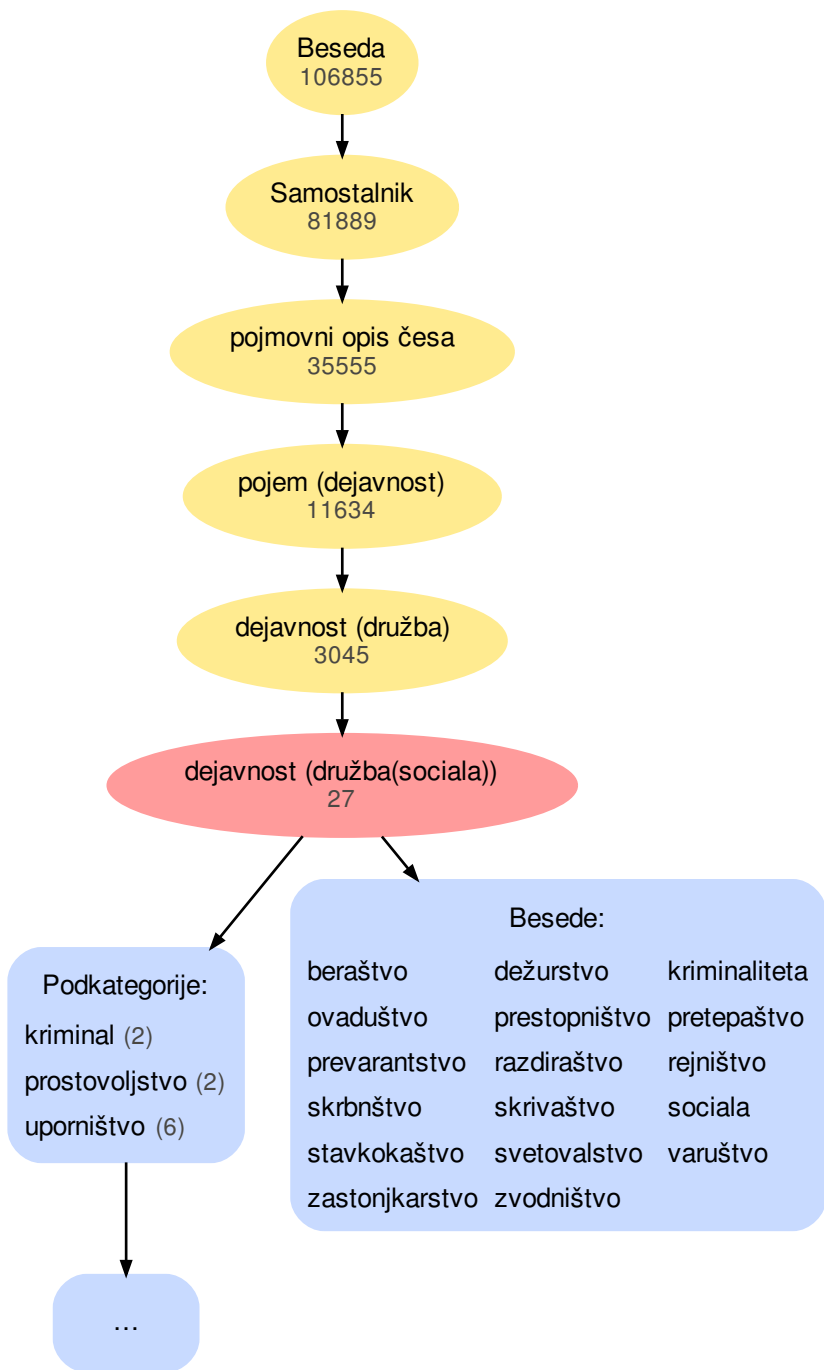 Beseda
106855
Samostalnik
81889
pojmovni opis česa
35555
pojem (dejavnost)
11634
dejavnost (družba)
3045
dejavnost (družba(sociala))
27
Podkategorije:
kriminal (2)
prostovoljstvo (2)
uporništvo (6)
...
Besede:
beraštvo dežurstvo kriminaliteta
ovaduštvo prestopništvo pretepaštvo
prevarantstvo razdiraštvo rejništvo
skrbnštvo skrivaštvo sociala
stavkokaštvo svetovalstvo varuštvo
zastonjkarstvo zvodništvo